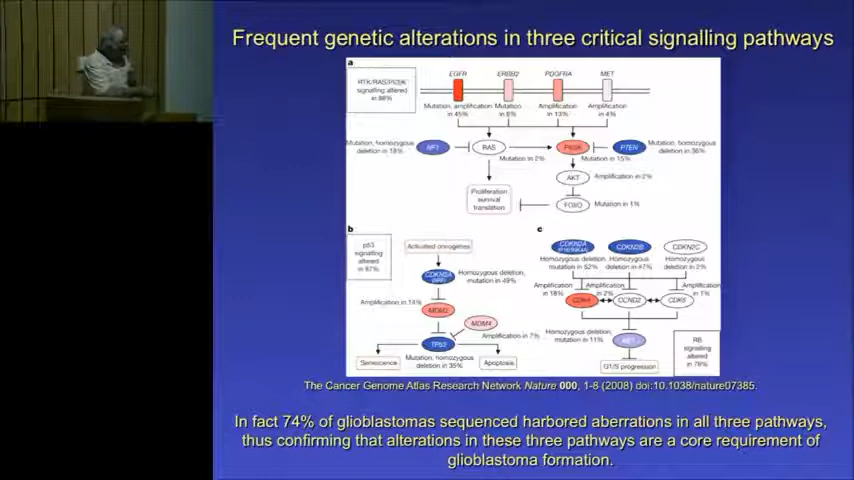 Frequent genetic alterations in three critical signalling pathways
a
RTK/RAS/PI3K
signalling altered
in 88%
EGFR
ERBB2
PDGFRA
MET
Mutation, amplification
in 45%
Mutation
in 8%
Amplification
in 13%
Amplification
in 4%
Mutation, homozygous
deletion in 18%
NF1
RAS
PI3K
PTEN
Mutation, homozygous
deletion in 36%
Mutation in 2%
Mutation in 15%
AKT
Amplification in 2%
Proliferation
survival
translation
FOXO
Mutation in 1%
b
p53
signalling
altered
in 87%
Activated oncogenes
CDKN2A
(ARF)
Homozygous deletion,
mutation in 49%
Amplification in 14%
MDM2
MDM4
Amplification in 7%
TP53
Senescence
Mutation, homozygous
deletion in 35%
Apoptosis
c
CDKN2A
(P16/INK4A)
CDKN2B
CDKN2C
Homozygous deletion,
mutation in 52%
Homozygous
deletion in 47%
Homozygous
deletion in 2%
Amplification
in 18%
Amplification
in 2%
Amplification
in 1%
CDK4
CCND2
CDK6
Homozygous deletion,
mutation in 11%
RB1
G1/S progression
RB
signalling
altered
in 78%
The Cancer Genome Atlas Research Network Nature 000, 1-8 (2008) doi:10.1038/nature07385.
In fact 74% of glioblastomas sequenced harbored aberrations in all three pathways,
thus confirming that alterations in these three pathways are a core requirement of
glioblastoma formation.